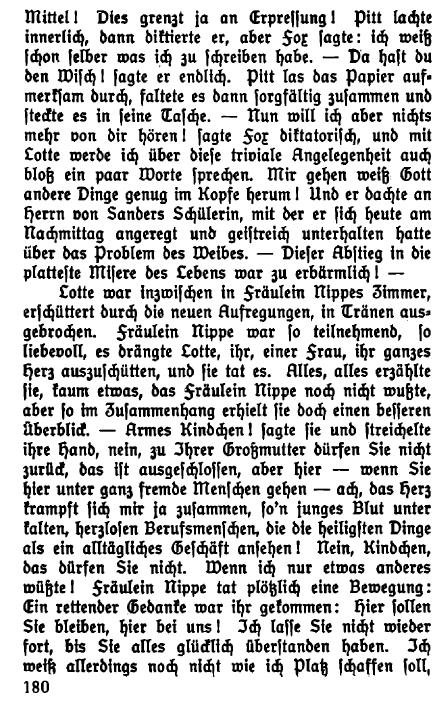 Mittel! Dies grenzt ja an Erpressung! Pitt lachte
innerlich, dann diktierte er, aber Fox sagte: ich weiß
schon selber was ich zu schreiben habe. — Da hast du
den Wisch! sagte er endlich. Pitt las das Papier auf-
merksam durch, faltete es dann sorgfältig zusammen und
steckte es in seine Tasche. — Nun will ich aber nichts
mehr von dir hören! sagte Fox diktatorisch, und mit
Lotte werde ich über diese triviale Angelegenheit auch
bloß ein paar Worte sprechen. Mir gehen weiß Gott
andere Dinge genug im Kopfe herum! Und er dachte an
Herrn von Sanders Schülerin, mit der er sich heute am
Nachmittag angeregt und geistreich unterhalten hatte
über das Problem des Weibes. — Dieser Abstieg in die
platteste Misere des Lebens war zu erbärmlich! —
Lotte war inzwischen in Fräulein Nippes Zimmer,
erschüttert durch die neuen Aufregungen, in Tränen aus-
gebrochen. Fräulein Nippe war so teilnehmend, so
liebevoll, es drängte Lotte, ihr, einer Frau, ihr ganzes
Herz auszuschütten, und sie tat es. Alles, alles erzählte
sie, kaum etwas, das Fräulein Nippe noch nicht wußte,
aber so im Zusammenhang erhielt sie doch einen besseren
Überblick. — Armes Kindchen! sagte sie und streichelte
ihre Hand, nein, zu Ihrer Großmutter dürfen Sie nicht
zurück, das ist ausgeschlossen, aber hier — wenn Sie
hier unter ganz fremde Menschen gehen — ach, das Herz
krampft sich mir ja zusammen, so'n junges Blut unter
kalten, herzlosen Berufsmenschen, die die heiligsten Dinge
als ein alltägliches Geschäft ansehen! Nein, Kindchen,
das dürfen Sie nicht. Wenn ich nur etwas anderes
wüßte! Fräulein Nippe tat plötzlich eine Bewegung:
Ein rettender Gedanke war ihr gekommen: Hier sollen
Sie bleiben, hier bei uns! Ich lasse Sie nicht wieder
fort, bis Sie alles glücklich überstanden haben. Ich
weiß allerdings noch nicht wie ich Platz schaffen soll,
180